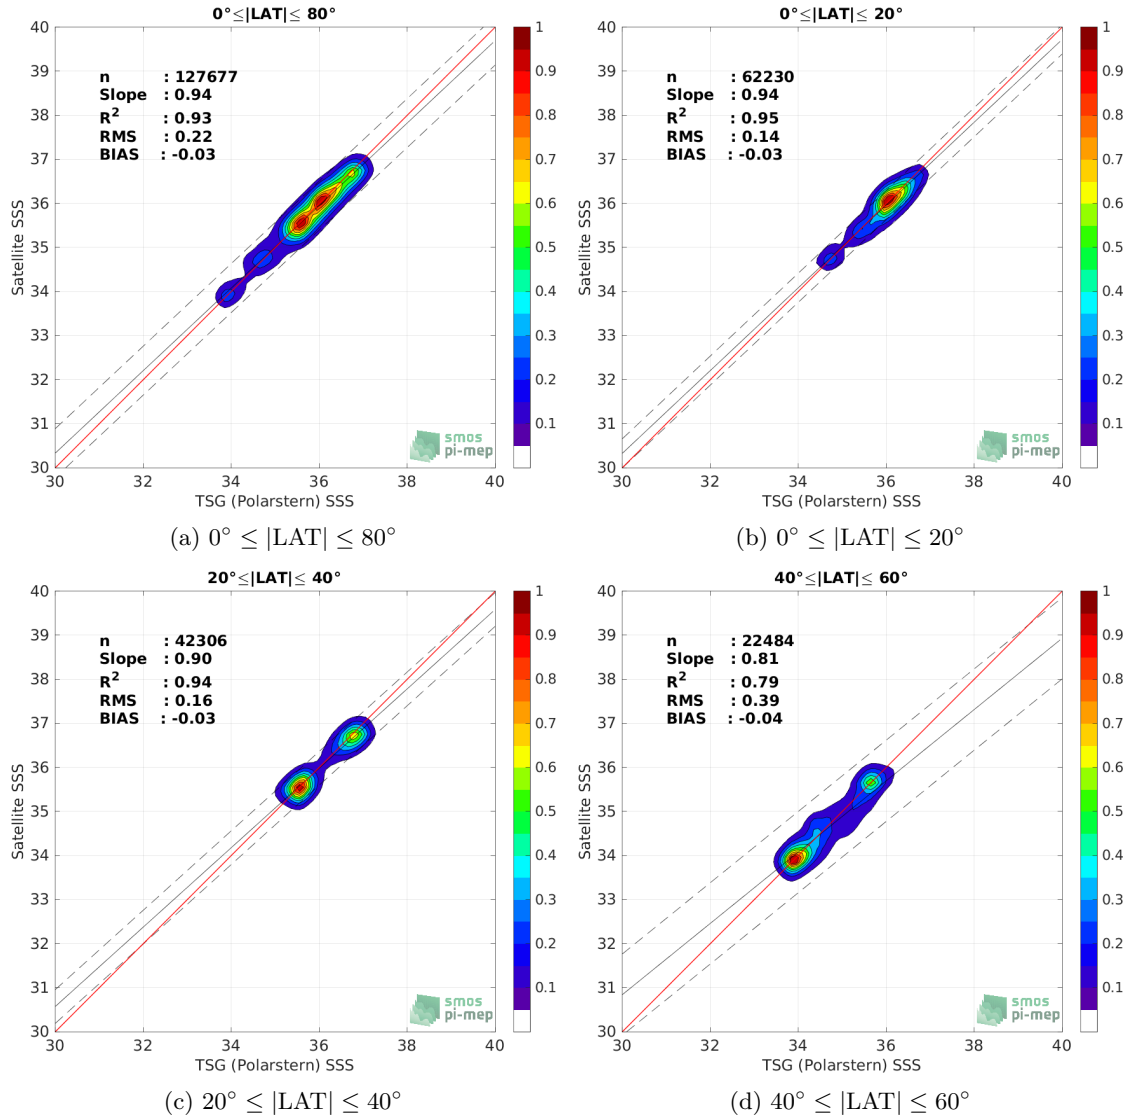 0°≤|LAT|≤ 80°
n : 127677
Slope : 0.94
R² : 0.93
RMS : 0.22
BIAS : -0.03
Satellite SSS
40
39
38
37
36
35
34
33
32
31
30
30 32 34 36 38 40
TSG (Polarstern) SSS
1
0.9
0.8
0.7
0.6
0.5
0.4
0.3
0.2
0.1
smos
pi-mep
(a) 0° ≤ |LAT| ≤ 80°
0°≤|LAT|≤ 20°
n : 62230
Slope : 0.94
R² : 0.95
RMS : 0.14
BIAS : -0.03
Satellite SSS
40
39
38
37
36
35
34
33
32
31
30
30 32 34 36 38 40
TSG (Polarstern) SSS
1
0.9
0.8
0.7
0.6
0.5
0.4
0.3
0.2
0.1
smos
pi-mep
(b) 0° ≤ |LAT| ≤ 20°
20°≤|LAT|≤ 40°
n : 42306
Slope : 0.90
R² : 0.94
RMS : 0.16
BIAS : -0.03
Satellite SSS
40
39
38
37
36
35
34
33
32
31
30
30 32 34 36 38 40
TSG (Polarstern) SSS
1
0.9
0.8
0.7
0.6
0.5
0.4
0.3
0.2
0.1
smos
pi-mep
(c) 20° ≤ |LAT| ≤ 40°
40°≤|LAT|≤ 60°
n : 22484
Slope : 0.81
R² : 0.79
RMS : 0.39
BIAS : -0.04
Satellite SSS
40
39
38
37
36
35
34
33
32
31
30
30 32 34 36 38 40
TSG (Polarstern) SSS
1
0.9
0.8
0.7
0.6
0.5
0.4
0.3
0.2
0.1
smos
pi-mep
(d) 40° ≤ |LAT| ≤ 60°